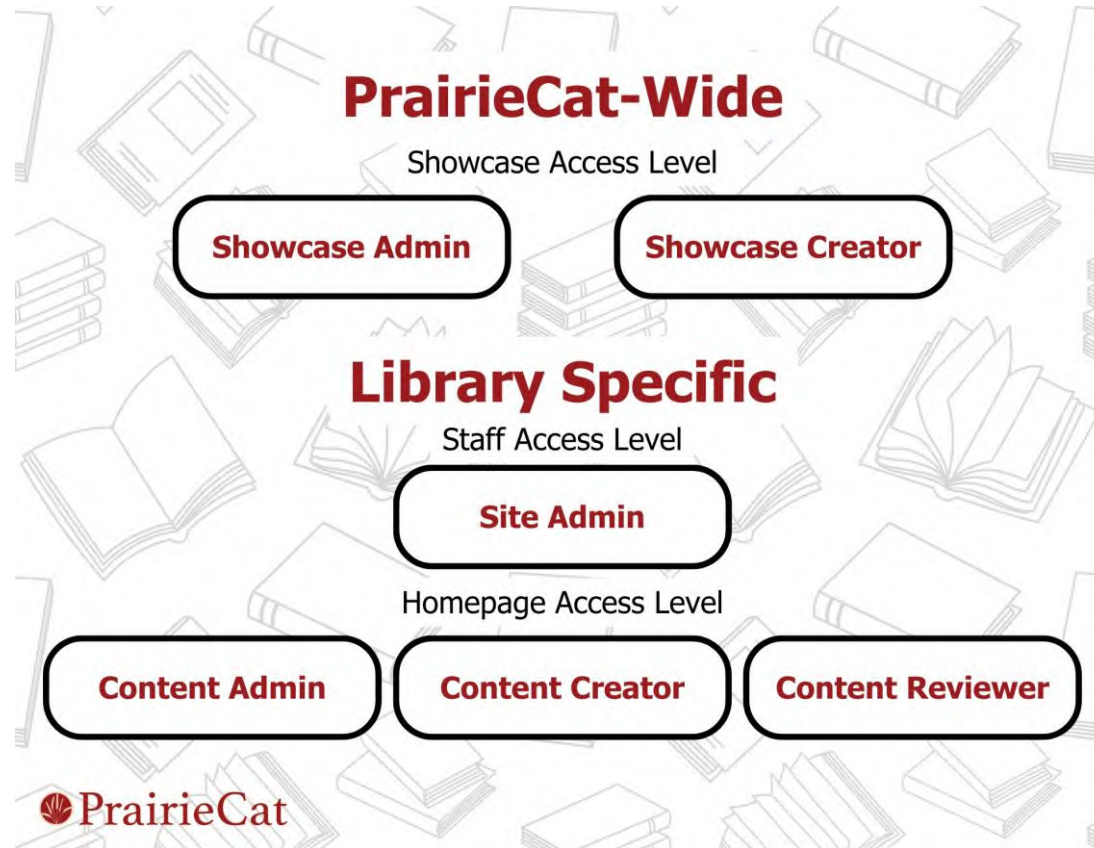 PrairieCat-Wide
Showcase Access Level
Showcase Admin
Showcase Creator
Library Specific
Staff Access Level
Site Admin
Homepage Access Level
Content Admin
Content Creator
Content Reviewer
PrairieCat